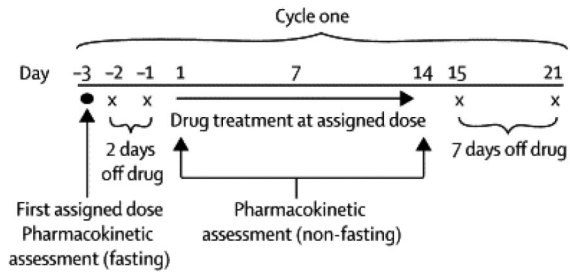 Cycle one
Day –3 –2 –1 1 7 14 15 21
x x x x
Drug treatment at assigned dose
2 days
off drug
7 days off drug
First assigned dose
Pharmacokinetic
assessment (fasting)
Pharmacokinetic
assessment (non-fasting)